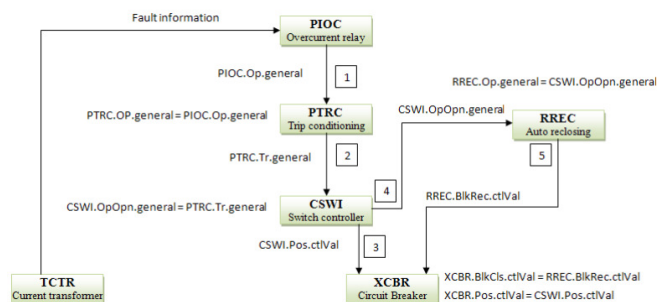 Fault information
PIOC
Overcurrent relay
PIOC.Op.general
1
RREC.Op.general = CSWI.OpOpn.general
CSWI.OpOpn.general
PTRC.OP.general = PIOC.Op.general
PTRC
Trip conditioning
RREC
Auto reclosing
PTRC.Tr.general
2
5
4
CSWI.OpOpn.general = PTRC.Tr.general
CSWI
Switch controller
RREC.BlkRec.ctlVal
CSWI.Pos.ctlVal
3
TCTR
Current transformer
XCBR
Circuit Breaker
XCBR.BlkCls.ctlVal = RREC.BlkRec.ctlVal
XCBR.Pos.ctlVal = CSWI.Pos.ctlVal